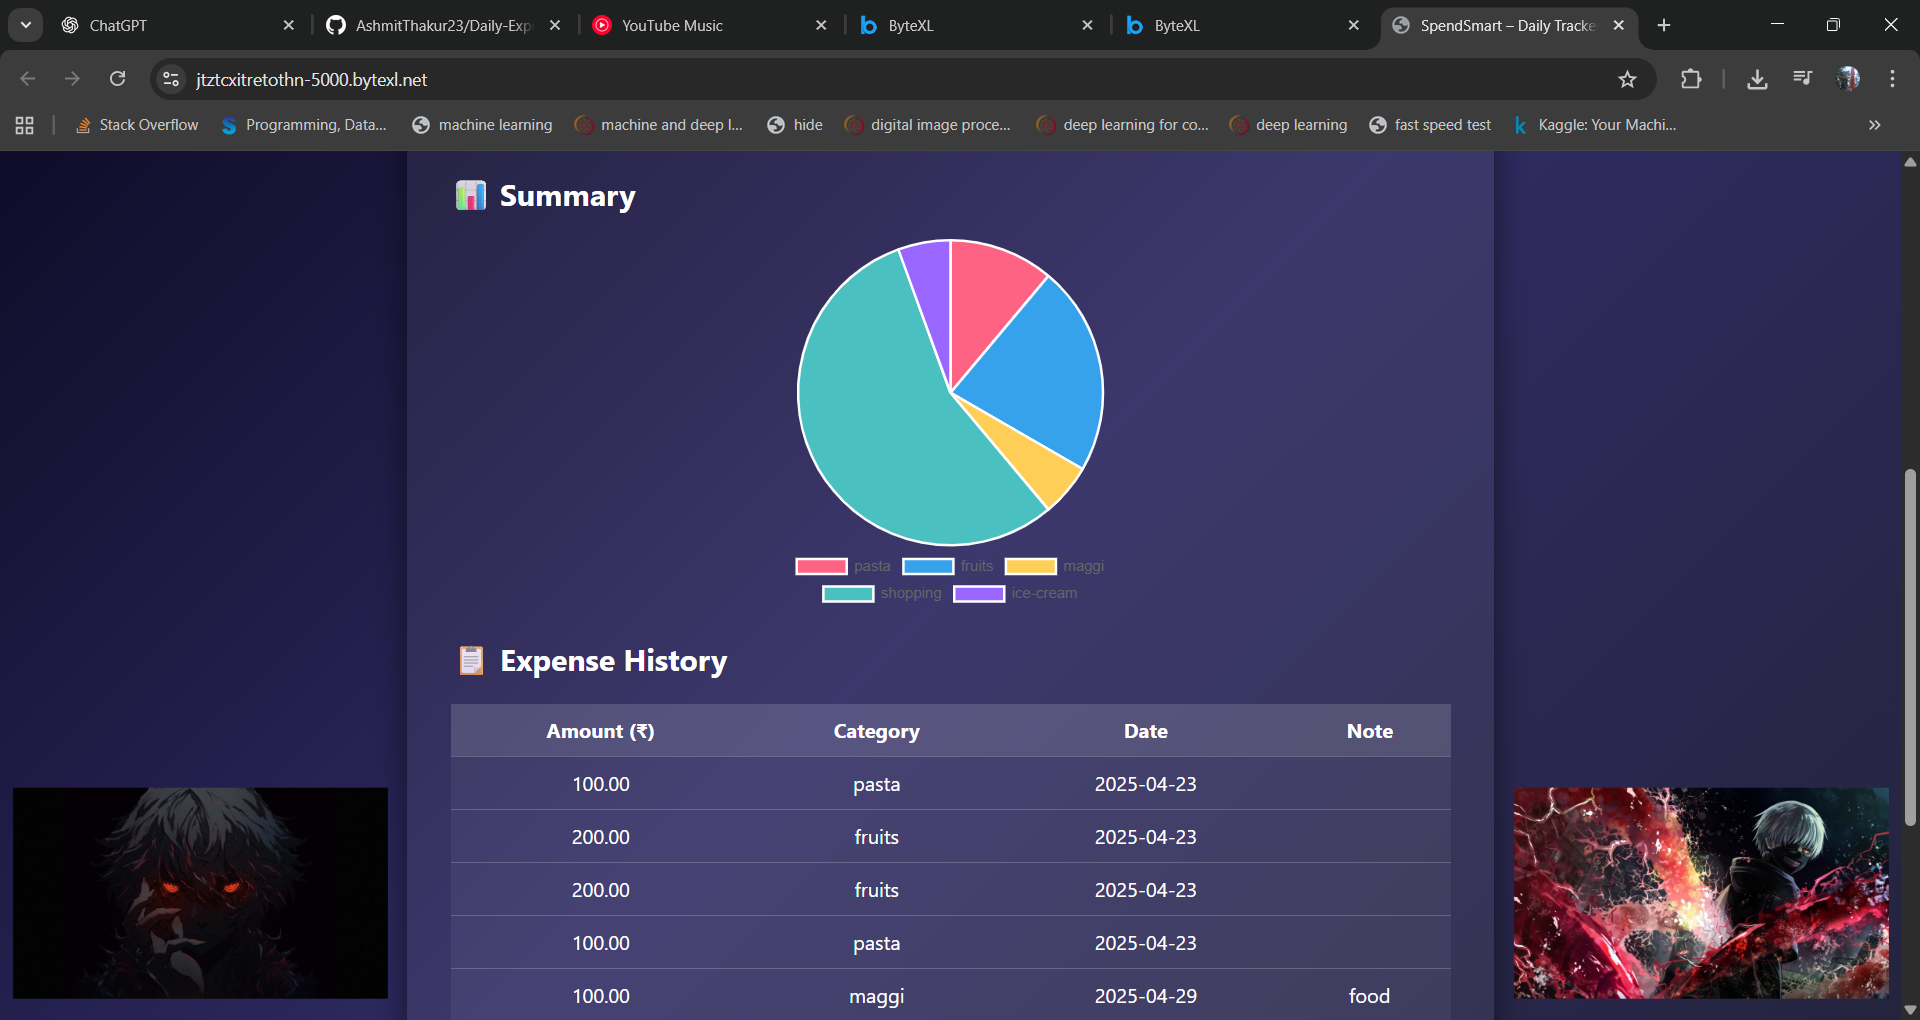 ChatGPT
AshmitThakur23/Daily-Exp
YouTube Music
ByteXL
ByteXL
SpendSmart – Daily Tracke
jtztcxitretothn-5000.bytexl.net
Stack Overflow
Programming, Data...
machine learning
machine and deep l...
hide
digital image proce...
deep learning for co...
deep learning
fast speed test
Kaggle: Your Machi...
Summary
pasta fruits maggi
shopping ice-cream
Expense History
Amount (₹) Category Date Note
100.00 pasta 2025-04-23
200.00 fruits 2025-04-23
200.00 fruits 2025-04-23
100.00 pasta 2025-04-23
100.00 maggi 2025-04-29 food